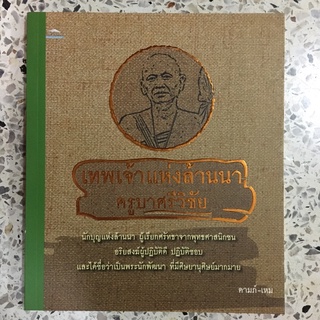 เทพเจ้าแห่งล้านนา
ครูบาศรีวิชัย
นักบุญแห่งล้านนา ผู้เรียกศรัทธาจากพุทธศาสนิกชน
อริยสงฆ์ผู้ปฏิบัติดี ปฏิบัติชอบ
และได้ชื่อว่าเป็นพระนักพัฒนา ที่มีศิษยานุศิษย์มากมาย
ดามภ์-เหม